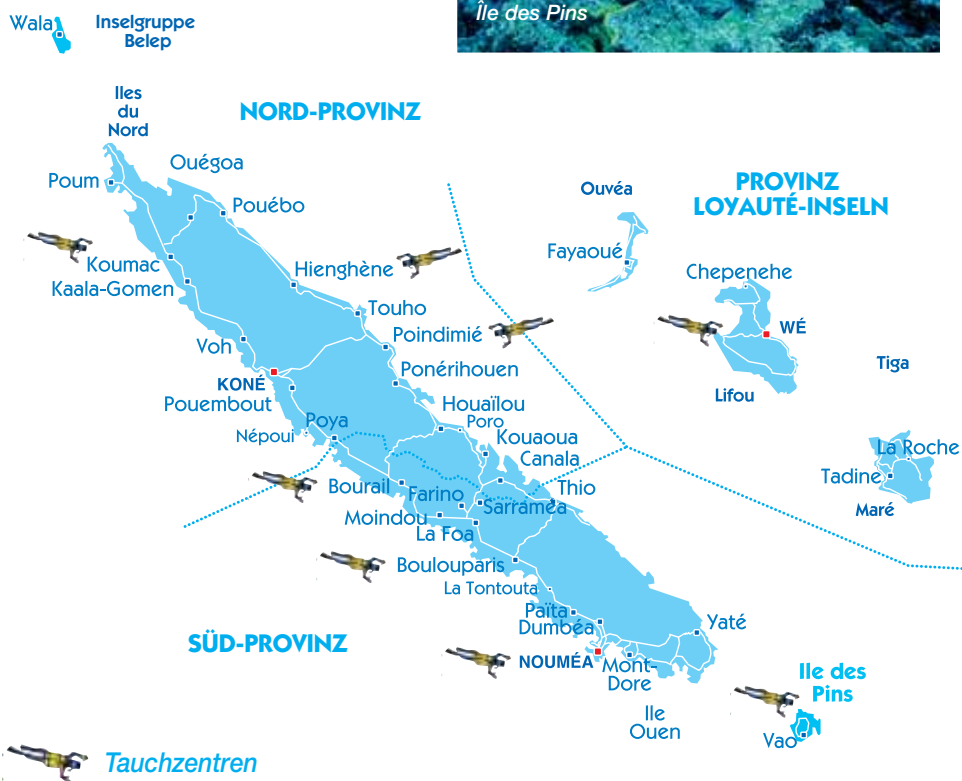 Île des Pins
Wala
Inselgruppe
Belep
Iles
du
Nord
NORD-PROVINZ
Ouégoa
Poum
Pouébo
Ouvéa
PROVINZ
LOYAUTÉ-INSELN
Fayaoué
Koumac
Kaala-Gomen
Hienghène
Chepenehe
Touho
Poindimié
WÉ
Voh
Ponérihouen
Tiga
KONÉ
Pouembout
Lifou
Houaïlou
Poro
Népoui
Poya
Kouaoua
Canala
La Roche
Tadine
Bourail
Farino
Thio
Sarraméa
Maré
Moindou
La Foa
Boulouparis
La Tontouta
Païta
Dumbéa
Yaté
SÜD-PROVINZ
NOUMÉA
Mont-
Dore
Ile des
Pins
Ile
Ouen
Vao
Tauchzentren